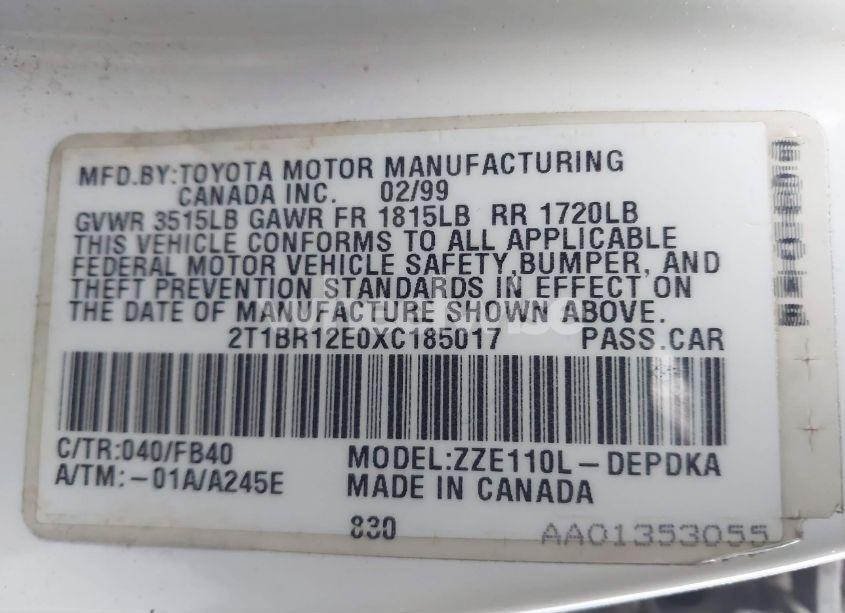 MFD.BY:TOYOTA MOTOR MANUFACTURING
CANADA INC. 02/99
GVWR 3515LB GAWR FR 1815LB RR 1720LB
THIS VEHICLE CONFORMS TO ALL APPLICABLE
FEDERAL MOTOR VEHICLE SAFETY,BUMPER, AND
THEFT PREVENTION STANDARDS IN EFFECT ON
THE DATE OF MANUFACTURE SHOWN ABOVE.
2T1BR12E0XC185017 PASS.CAR
C/TR:040/FB40 MODEL:ZZE110L-DEPDKA
A/TM:-01A/A245E MADE IN CANADA
830 AA01353055